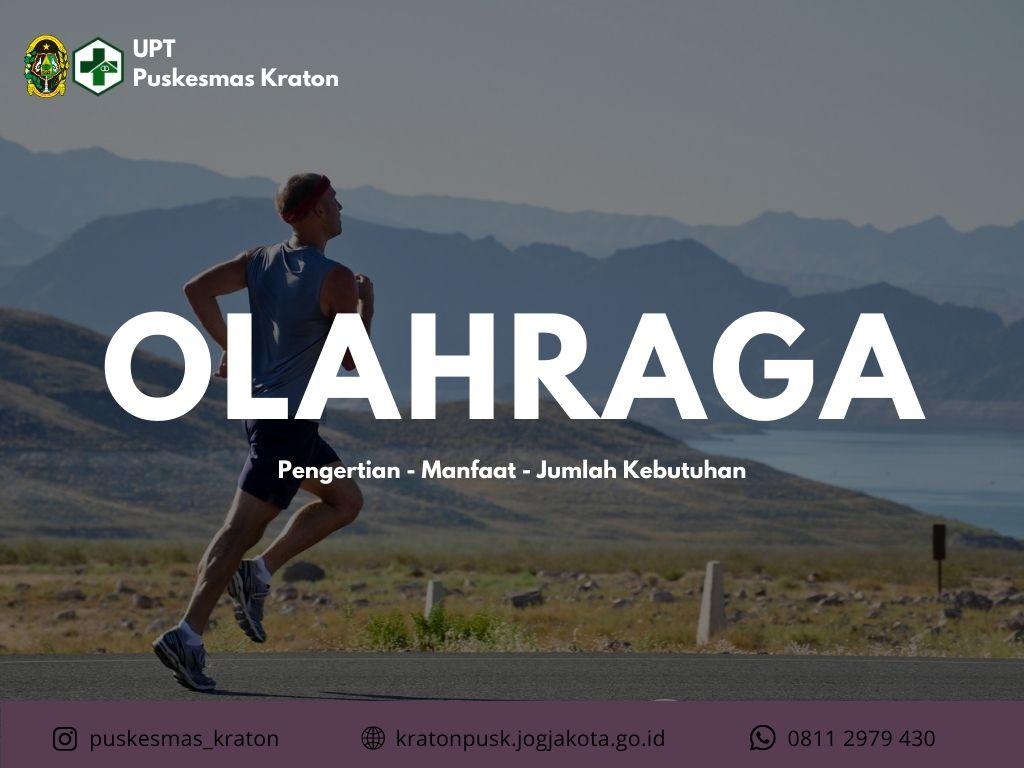 UPT
Puskesmas Kraton
OLAHRAGA
Pengertian - Manfaat - Jumlah Kebutuhan
puskesmas_kraton
kratonpusk.jogjakota.go.id
0811 2979 430